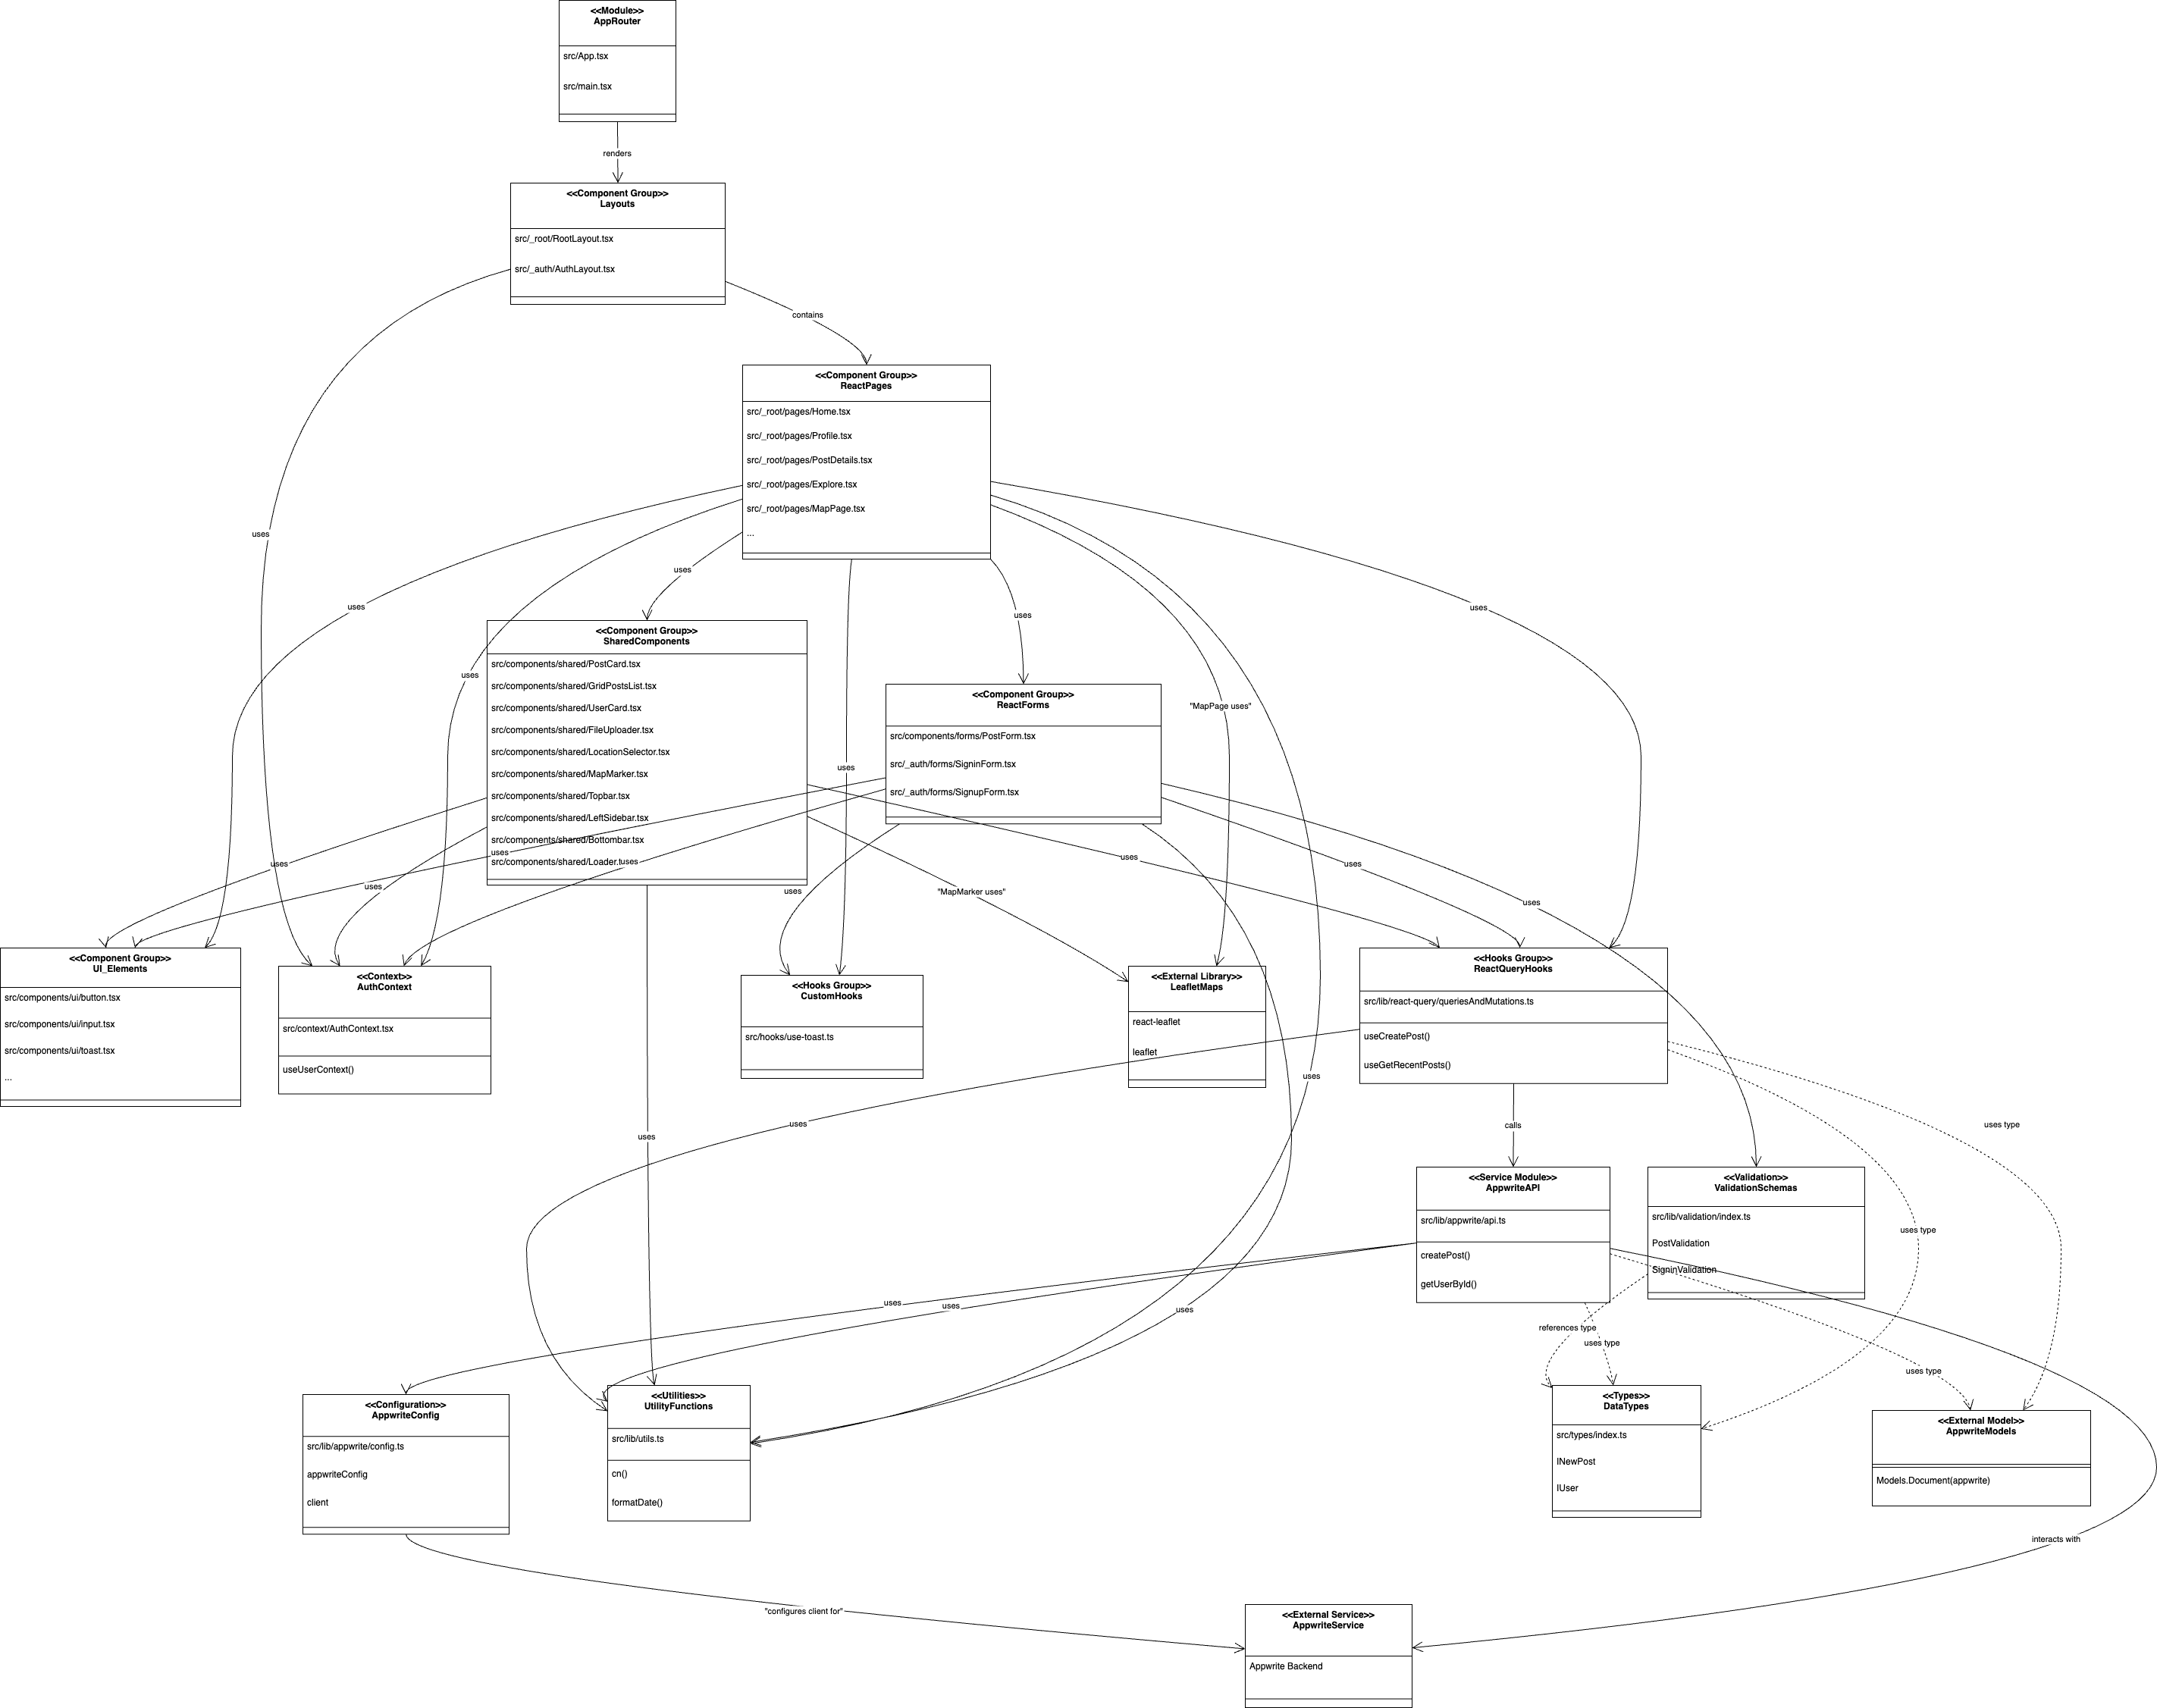 <<Module>>
AppRouter
src/App.tsx
src/main.tsx
renders
<<Component Group>>
Layouts
src/_root/RootLayout.tsx
src/_auth/AuthLayout.tsx
contains
<<Component Group>>
ReactPages
src/_root/pages/Home.tsx
src/_root/pages/Profile.tsx
src/_root/pages/PostDetails.tsx
src/_root/pages/Explore.tsx
src/_root/pages/MapPage.tsx
...
uses
uses
uses
uses
uses
uses
<<Component Group>>
SharedComponents
src/components/shared/PostCard.tsx
src/components/shared/GridPostsList.tsx
src/components/shared/UserCard.tsx
src/components/shared/FileUploader.tsx
src/components/shared/LocationSelector.tsx
src/components/shared/MapMarker.tsx
src/components/shared/Topbar.tsx
src/components/shared/LeftSidebar.tsx
src/components/shared/Bottombar.tsx
src/components/shared/Loader.tsx
uses
"MapPage uses"
<<Component Group>>
ReactForms
src/components/forms/PostForm.tsx
src/_auth/forms/SigninForm.tsx
src/_auth/forms/SignupForm.tsx
uses
uses
uses
uses
uses
uses
uses
uses
"MapMarker uses"
uses
<<Component Group>>
UI_Elements
src/components/ui/button.tsx
src/components/ui/input.tsx
src/components/ui/toast.tsx
...
<<Context>>
AuthContext
src/context/AuthContext.tsx
useUserContext()
<<Hooks Group>>
CustomHooks
src/hooks/use-toast.ts
<<External Library>>
LeafletMaps
react-leaflet
leaflet
<<Hooks Group>>
ReactQueryHooks
src/lib/react-query/queriesAndMutations.ts
useCreatePost()
useGetRecentPosts()
uses
uses
uses
calls
uses type
uses type
<<Service Module>>
AppwriteAPI
src/lib/appwrite/api.ts
createPost()
getUserById()
<<Validation>>
ValidationSchemas
src/lib/validation/index.ts
PostValidation
SigninValidation
uses
uses
uses
references type
uses type
uses type
<<Configuration>>
AppwriteConfig
src/lib/appwrite/config.ts
appwriteConfig
client
<<Utilities>>
UtilityFunctions
src/lib/utils.ts
cn()
formatDate()
<<Types>>
DataTypes
src/types/index.ts
INewPost
IUser
<<External Model>>
AppwriteModels
Models.Document(appwrite)
interacts with
"configures client for"
<<External Service>>
AppwriteService
Appwrite Backend